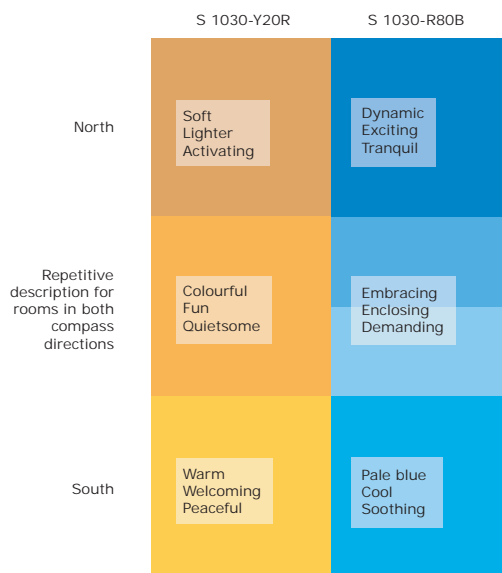 S 1030-Y20R
S 1030-R80B
North
Soft
Lighter
Activating
Dynamic
Exciting
Tranquil
Repetitive
description for
rooms in both
compass
directions
Colourful
Fun
Quietsome
Embracing
Enclosing
Demanding
South
Warm
Welcoming
Peaceful
Pale blue
Cool
Soothing